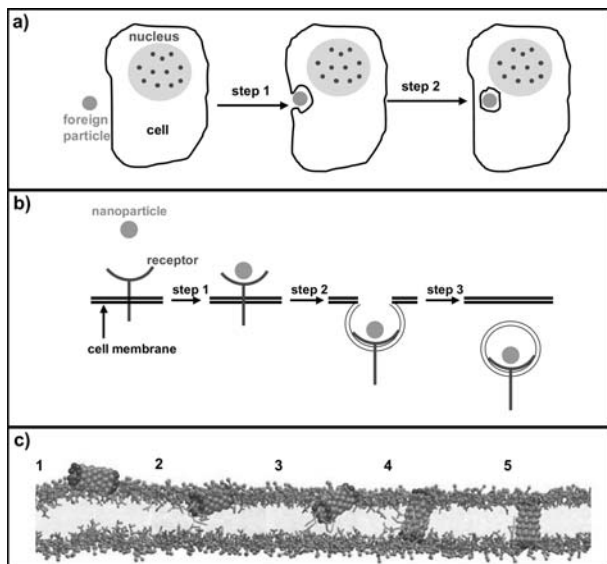 a)
nucleus
foreign
particle
cell
step 1
step 2
b)
nanoparticle
receptor
cell membrane
step 1
step 2
step 3
c)
1 2 3 4 5